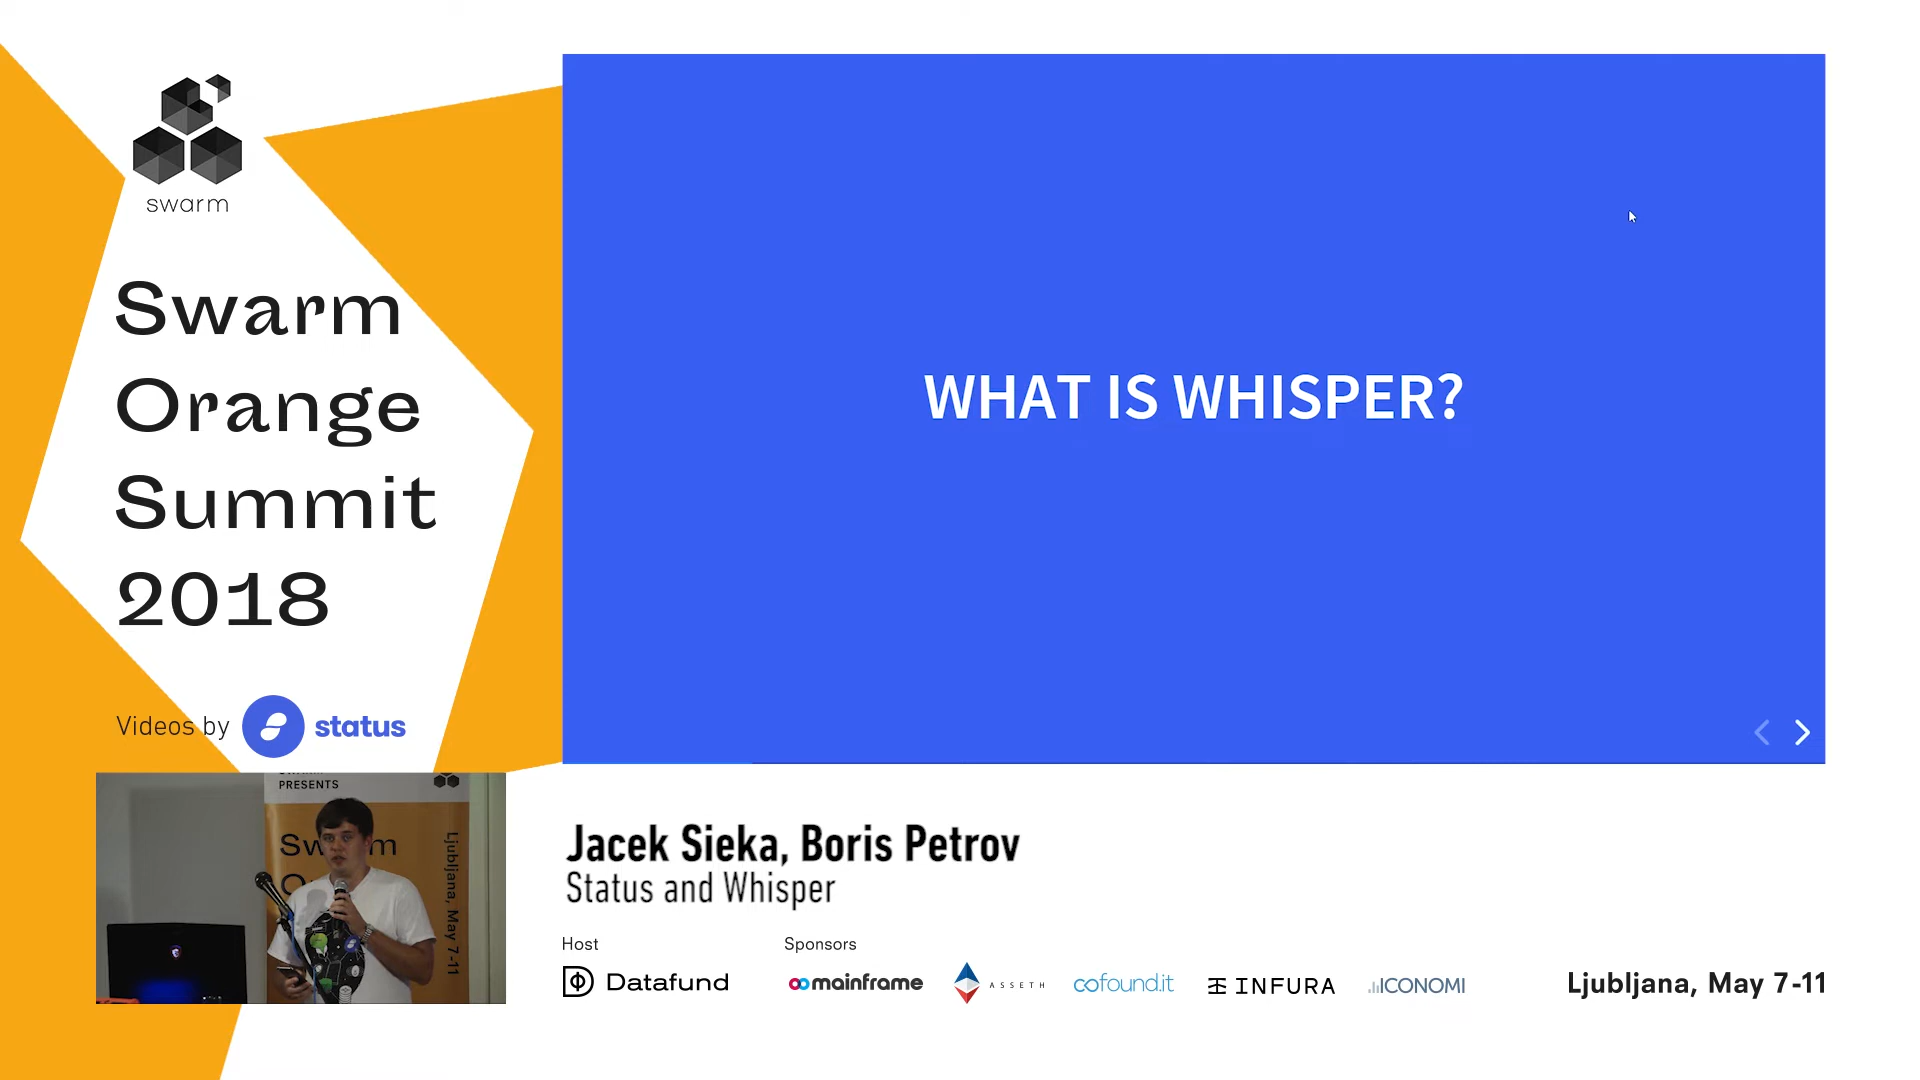 swarm
Swarm
Orange
Summit
2018
Videos by status
WHAT IS WHISPER?
PRESENTS
Swarm
Ljubljana, May 7-11
Jacek Sieka, Boris Petrov
Status and Whisper
Host
Datafund
Sponsors
mainframe
ASSETH
cofound.it
INFURA
ICONOMI
Ljubljana, May 7-11